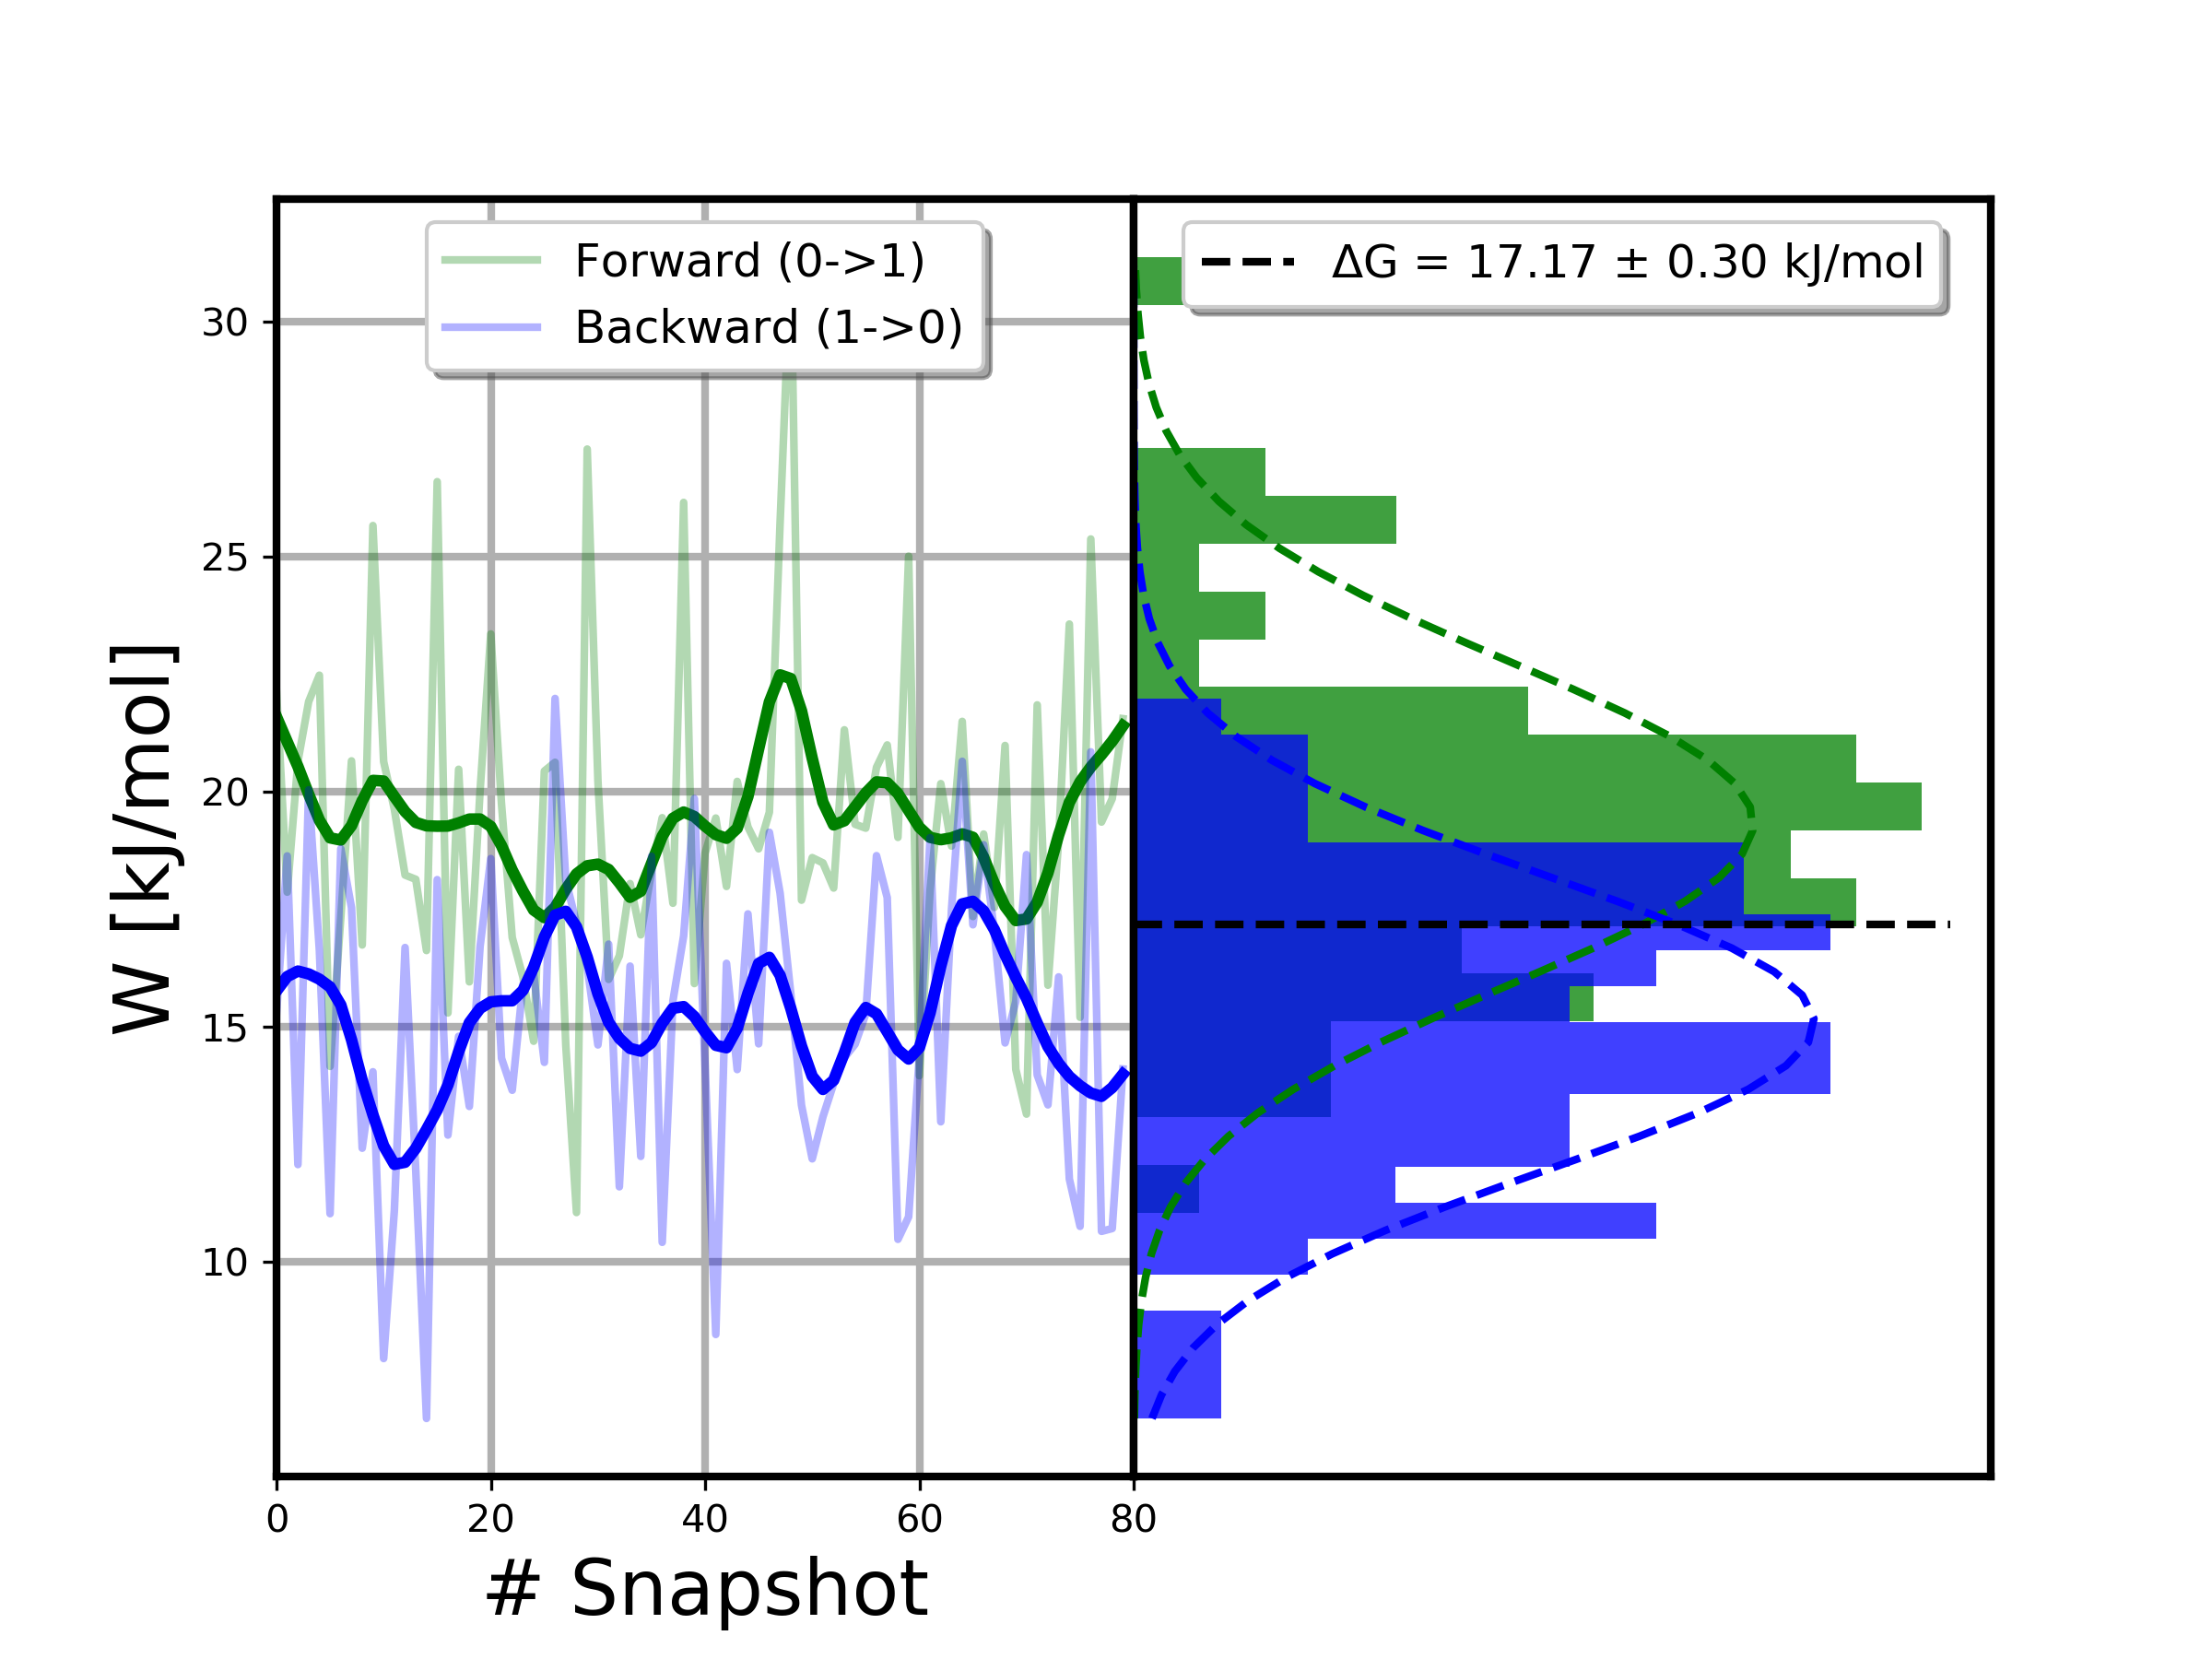 Forward (0->1)
Backward (1->0)
ΔG = 17.17 ± 0.30 kJ/mol
W [kJ/mol]
30
25
20
15
10
0 20 40 60 80
# Snapshot